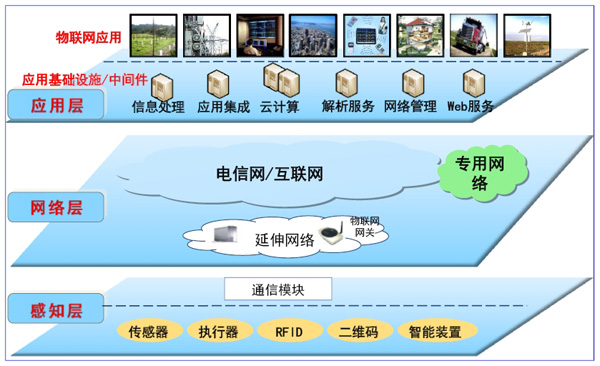 物联网应用
应用基础设施/中间件
应用层
信息处理
应用集成
云计算
解析服务
网络管理
Web服务
电信网/互联网
专用网
络
网络层
延伸网络
物联网
网关
通信模块
感知层
传感器
执行器
RFID
二维码
智能装置